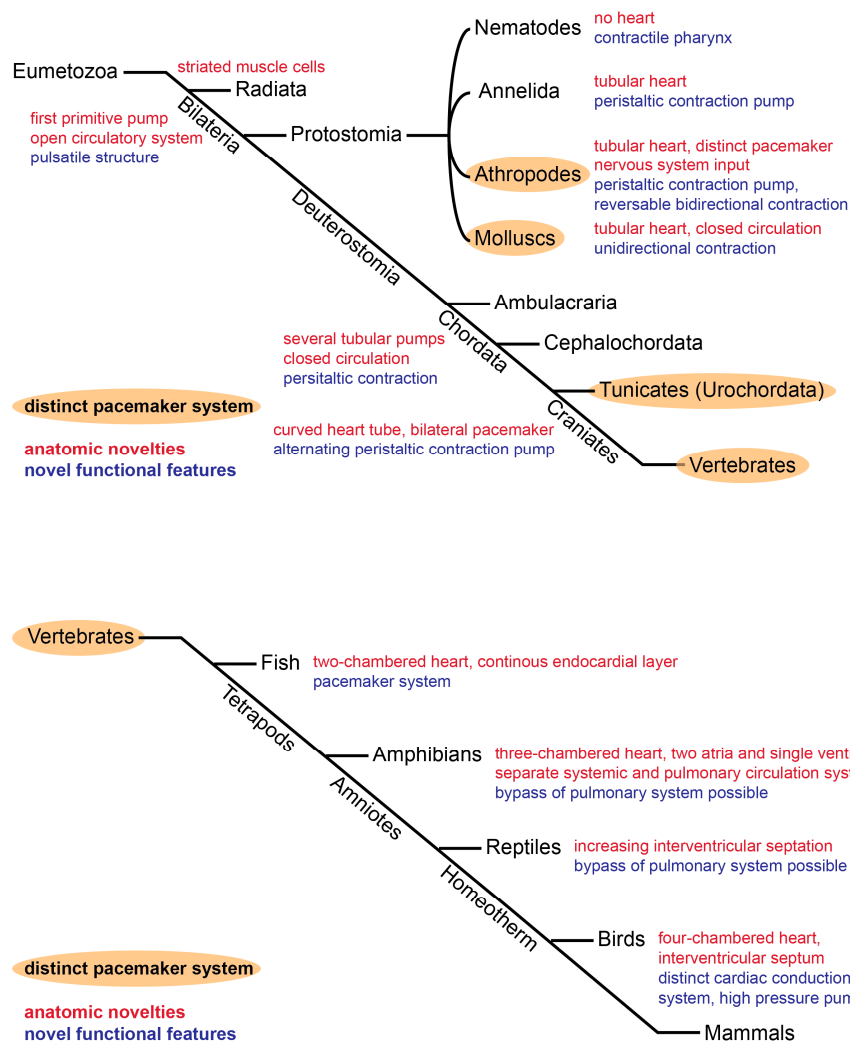 Eumetozoa
striated muscle cells
Radiata
Bilateria
first primitive pump
open circulatory system
pulsatile structure
Protostomia
Nematodes
no heart
contractile pharynx
Annelida
tubular heart
peristaltic contraction pump
Athropodes
tubular heart, distinct pacemaker
nervous system input
peristaltic contraction pump,
reversable bidirectional contraction
Molluscs
tubular heart, closed circulation
unidirectional contraction
Deuterostomia
Ambulacraria
Chordata
Cephalochordata
several tubular pumps
closed circulation
persitaltic contraction
Tunicates (Urochordata)
Craniates
curved heart tube, bilateral pacemaker
alternating peristaltic contraction pump
Vertebrates
distinct pacemaker system
anatomic novelties
novel functional features
Vertebrates
Fish
two-chambered heart, continous endocardial layer
pacemaker system
Tetrapods
Amphibians
three-chambered heart, two atria and single vent
separate systemic and pulmonary circulation sys
bypass of pulmonary system possible
Amniotes
Reptiles
increasing interventricular septation
bypass of pulmonary system possible
Homeotherm
Birds
four-chambered heart,
interventricular septum
distinct cardiac conduction
system, high pressure pum
Mammals
distinct pacemaker system
anatomic novelties
novel functional features